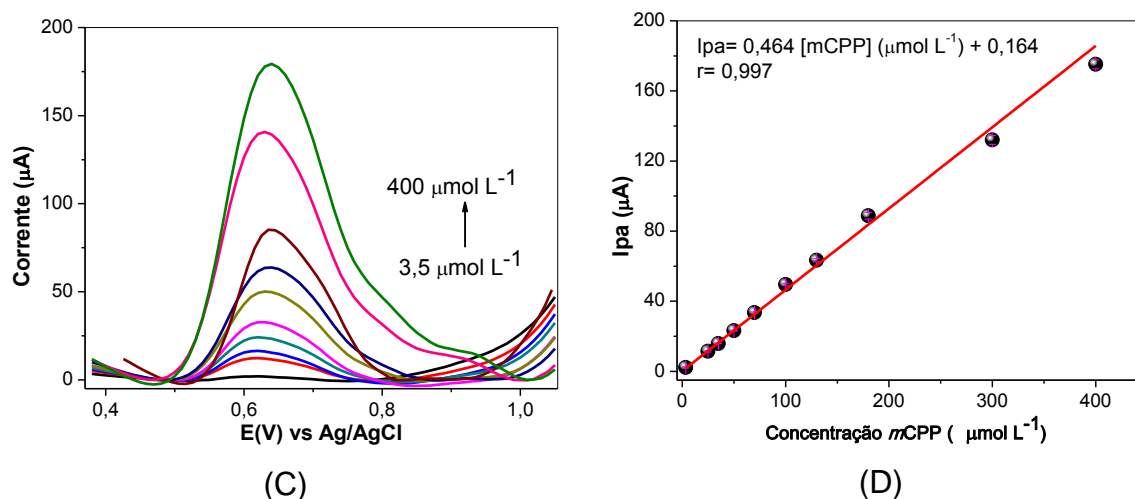 200
150
100
50
0
Corrente (μA)
400 μmol L⁻¹
3,5 μmol L⁻¹
0,4 0,6 0,8 1,0
E(V) vs Ag/AgCl
(C)
200
160
120
80
40
0
Ipa (μA)
Ipa= 0,464 [mCPP] (μmol L⁻¹) + 0,164
r= 0,997
0 100 200 300 400
Concentração mCPP ( μmol L⁻¹)
(D)